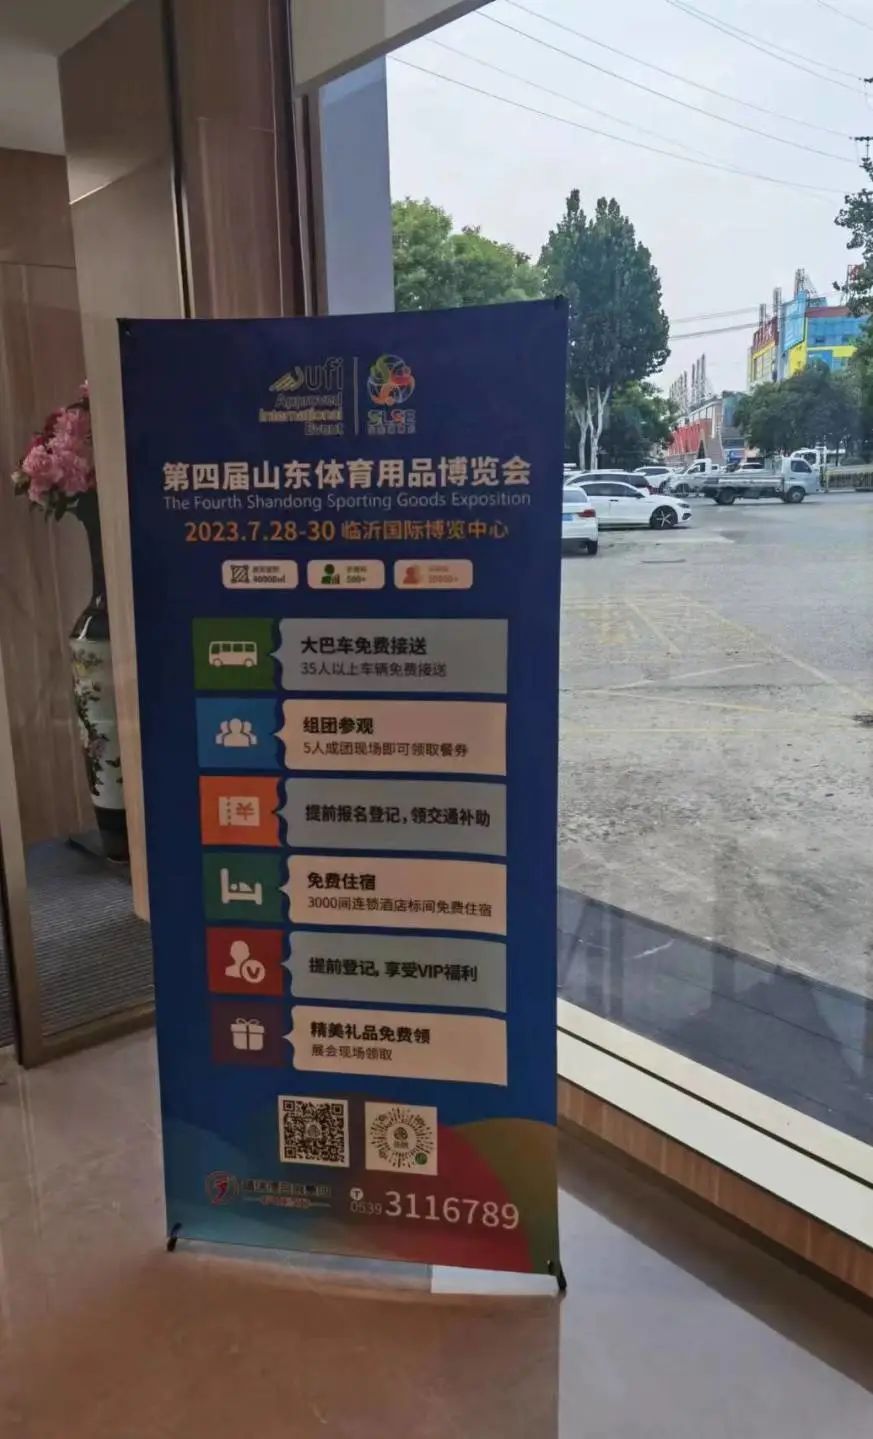 ufi
Approved
International
Event
SLSE
第四届山东体育用品博览会
The Fourth Shandong Sporting Goods Exposition
2023.7.28-30 临沂国际博览中心
500+
大巴车免费接送
35人以上车辆免费接送
组团参观
5人成团现场即可领取餐券
提前报名登记，领交通补助
免费住宿
3000间连锁酒店标间免费住宿
提前登记，享受VIP福利
精美礼品免费领
展会现场领取
0539 3116789